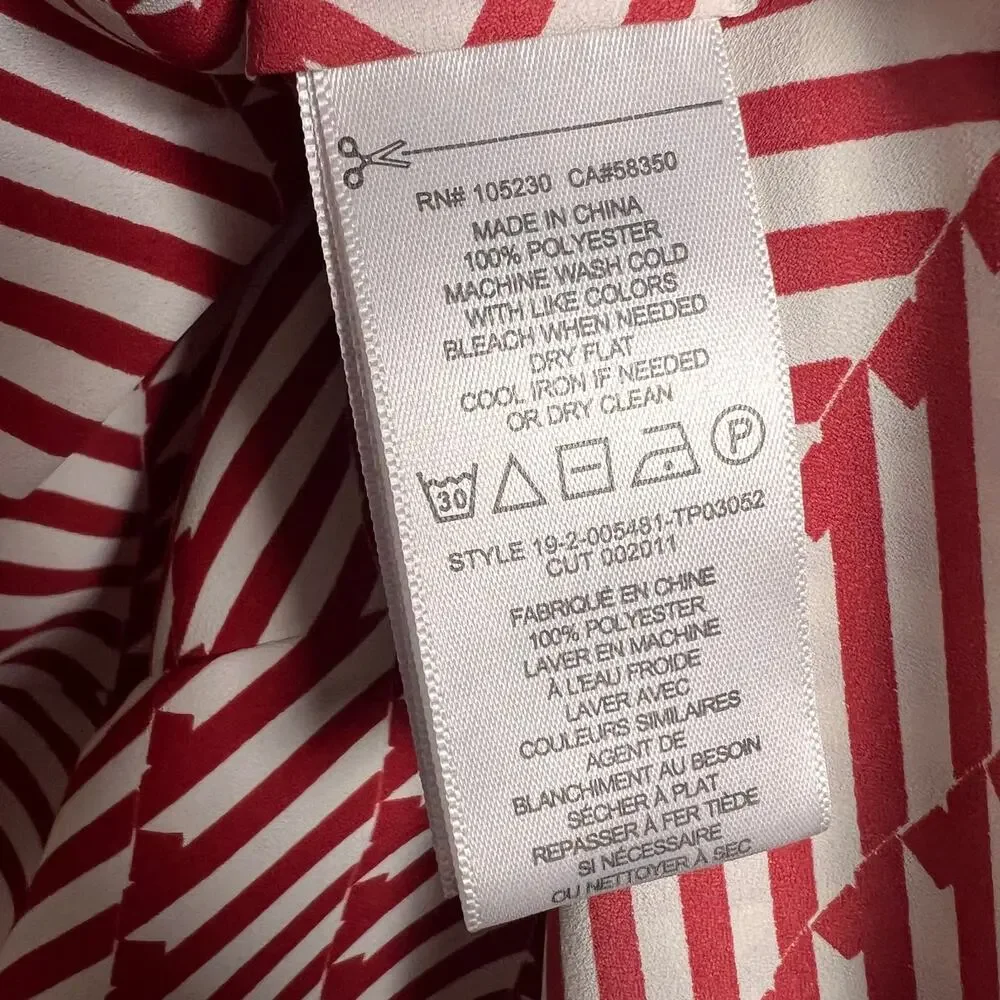 RN# 105230 CA#58350
MADE IN CHINA
100% POLYESTER
MACHINE WASH COLD
WITH LIKE COLORS
BLEACH WHEN NEEDED
DRY FLAT
COOL IRON IF NEEDED
OR DRY CLEAN
30 P
STYLE 19-2-005481-TP03052
CUT 002011
FABRIQUÉ EN CHINE
100% POLYESTER
LAVER EN MACHINE
À L'EAU FROIDE
LAVER AVEC
COULEURS SIMILAIRES
AGENT DE
BLANCHIMENT AU BESOIN
SÉCHER À PLAT
REPASSER À FER TIÈDE
SI NÉCESSAIRE
OU NETTOYER À SEC